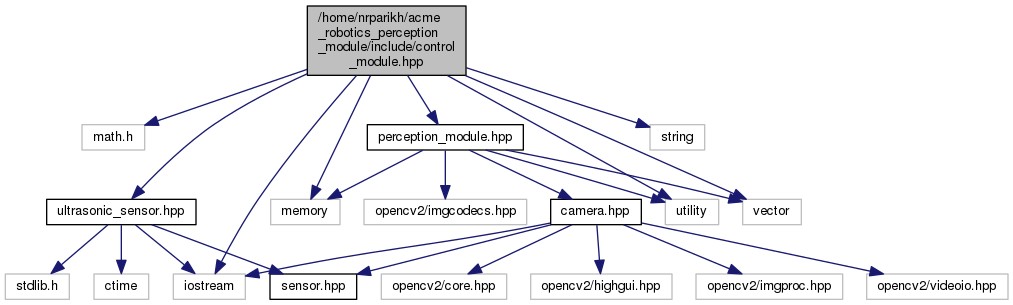 /home/nrparikh/acme
_robotics_perception
_module/include/control
_module.hpp
math.h
perception_module.hpp
string
ultrasonic_sensor.hpp
memory
opencv2/imgcodecs.hpp
camera.hpp
utility
vector
stdlib.h
ctime
iostream
sensor.hpp
opencv2/core.hpp
opencv2/highgui.hpp
opencv2/imgproc.hpp
opencv2/videoio.hpp